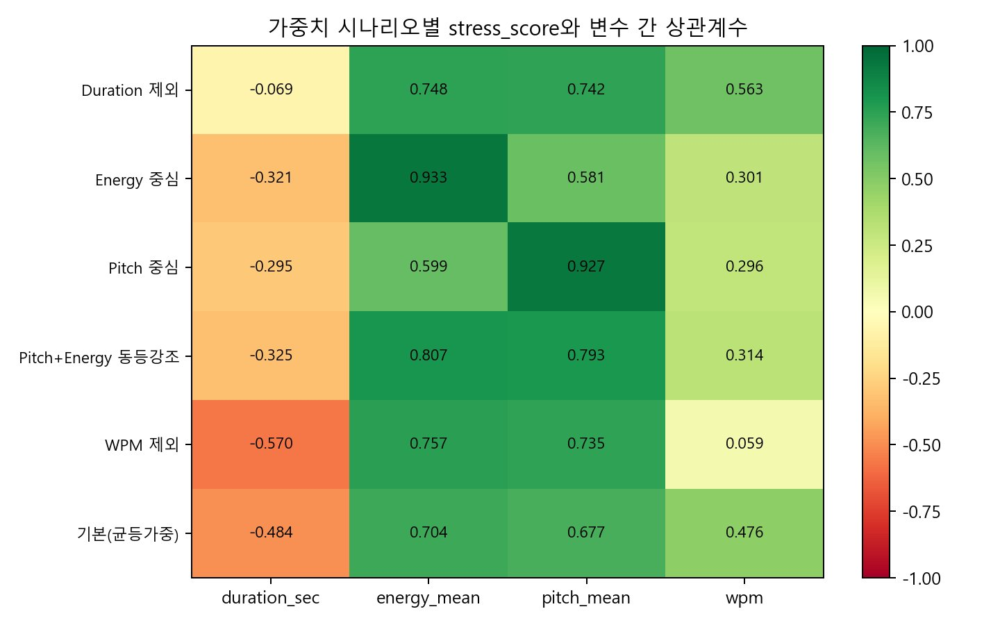 가중치 시나리오별 stress_score와 변수 간 상관계수
Duration 제외 -0.069 0.748 0.742 0.563
Energy 중심 -0.321 0.933 0.581 0.301
Pitch 중심 -0.295 0.599 0.927 0.296
Pitch+Energy 동등강조 -0.325 0.807 0.793 0.314
WPM 제외 -0.570 0.757 0.735 0.059
기본(균등가중) -0.484 0.704 0.677 0.476
duration_sec energy_mean pitch_mean wpm
1.00
0.75
0.50
0.25
0.00
-0.25
-0.50
-0.75
-1.00